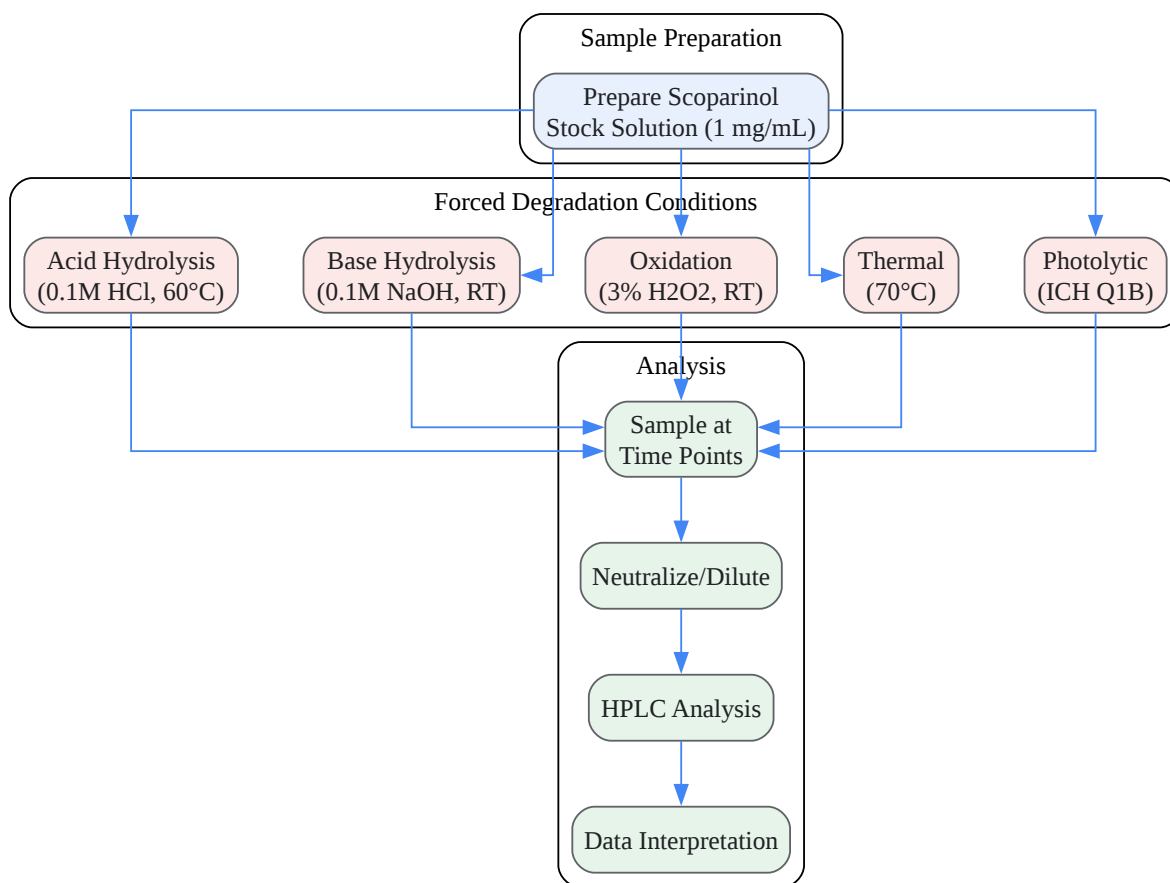 Sample Preparation
Prepare Scoparinol
Stock Solution (1 mg/mL)
Forced Degradation Conditions
Acid Hydrolysis
(0.1M HCl, 60°C)
Base Hydrolysis
(0.1M NaOH, RT)
Oxidation
(3% H2O2, RT)
Thermal
(70°C)
Photolytic
(ICH Q1B)
Analysis
Sample at
Time Points
Neutralize/Dilute
HPLC Analysis
Data Interpretation